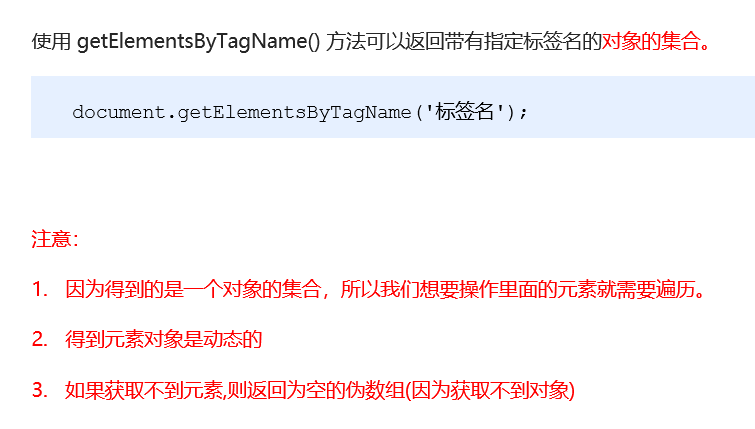 使用 getElementsByTagName() 方法可以返回带有指定标签名的对象的集合。
document.getElementsByTagName('标签名');
注意：
1. 因为得到的是一个对象的集合，所以我们想要操作里面的元素就需要遍历。
2. 得到元素对象是动态的
3. 如果获取不到元素,则返回为空的伪数组(因为获取不到对象)